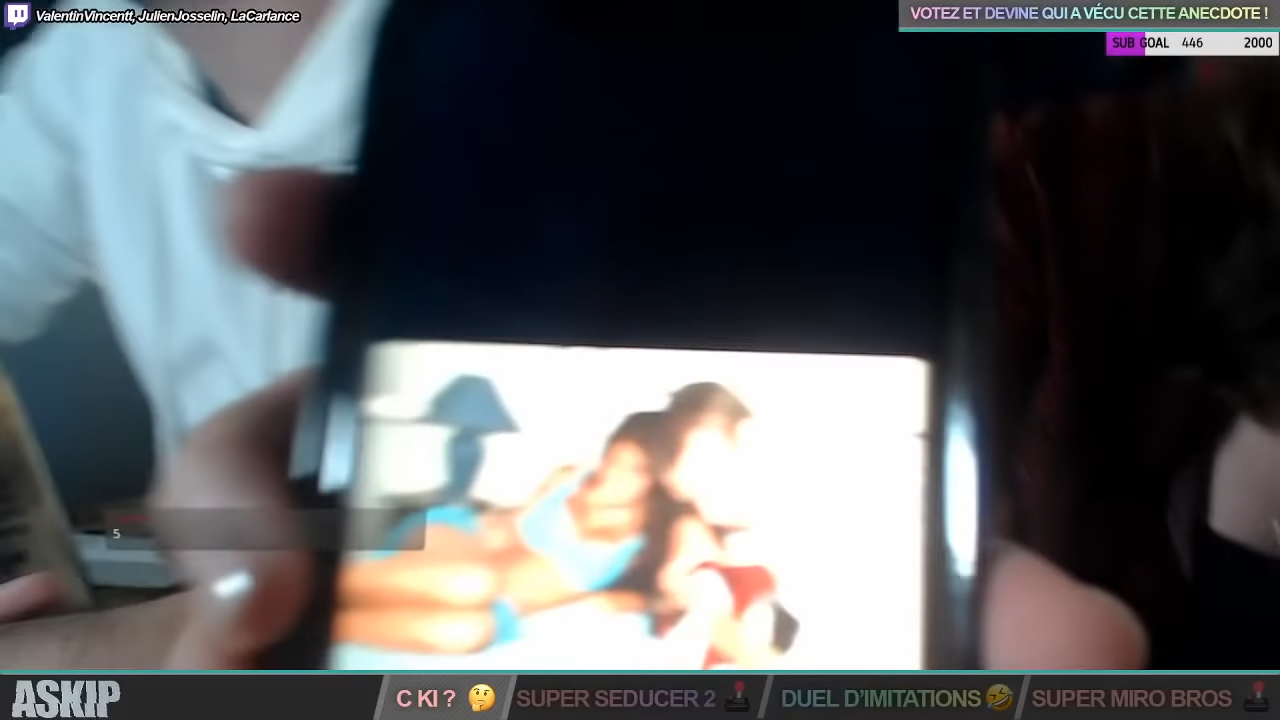 ValentinVincentt, JulienJosselin, LaCarlance
VOTEZ ET DEVINE QUI A VÉCU CETTE ANECDOTE !
SUB GOAL 446 2000
5
ASKIP
C KI ? 🤔 SUPER SEDUCER 2 🕹️ DUEL D'IMITATIONS 🤣 SUPER MIRO BROS 🕹️